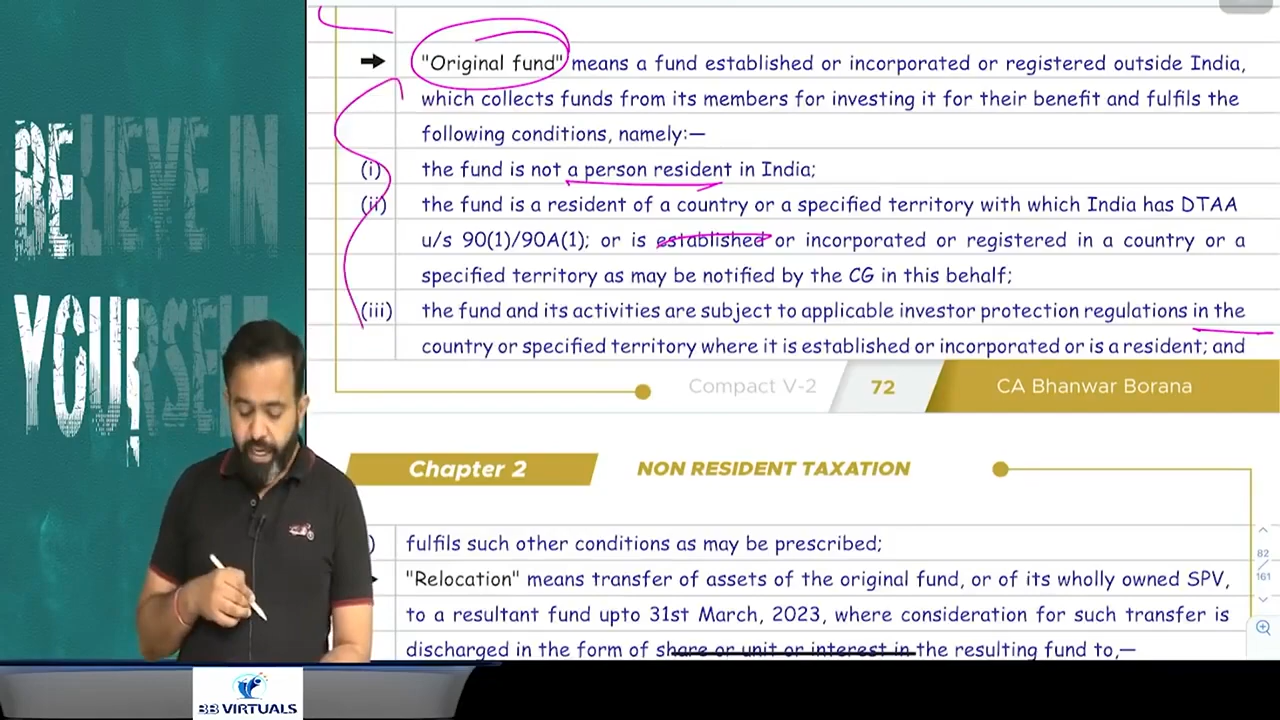 BELIEVE IN
YOURSELF
"Original fund" means a fund established or incorporated or registered outside India,
which collects funds from its members for investing it for their benefit and fulfils the
following conditions, namely:—
(i) the fund is not a person resident in India;
(ii) the fund is a resident of a country or a specified territory with which India has DTAA
u/s 90(1)/90A(1); or is established or incorporated or registered in a country or a
specified territory as may be notified by the CG in this behalf;
(iii) the fund and its activities are subject to applicable investor protection regulations in the
country or specified territory where it is established or incorporated or is a resident; and
Compact V-2 72 CA Bhanwar Borana
Chapter 2 NON RESIDENT TAXATION
) fulfils such other conditions as may be prescribed;
"Relocation" means transfer of assets of the original fund, or of its wholly owned SPV,
to a resultant fund upto 31st March, 2023, where consideration for such transfer is
discharged in the form of share or unit or interest in the resulting fund to,—
82
161
BB VIRTUALS